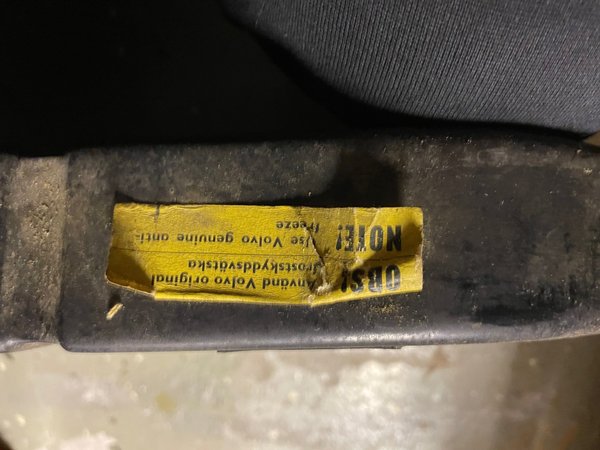 OBS! Använd Volvo original
frostskyddsvätska
NOTE! Use Volvo genuine anti-
freeze